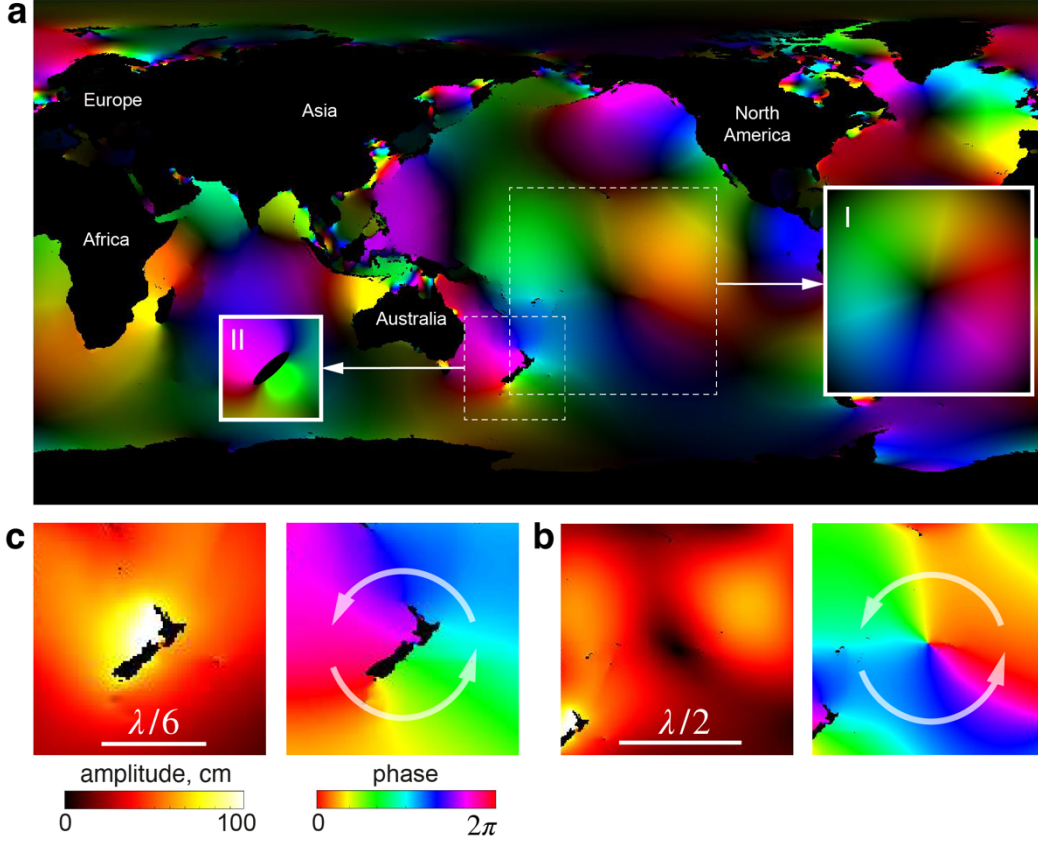 a
Europe
Asia
North
America
Africa
I
Australia
II
c
b
λ/6
λ/2
amplitude, cm
phase
0
100
0
2π